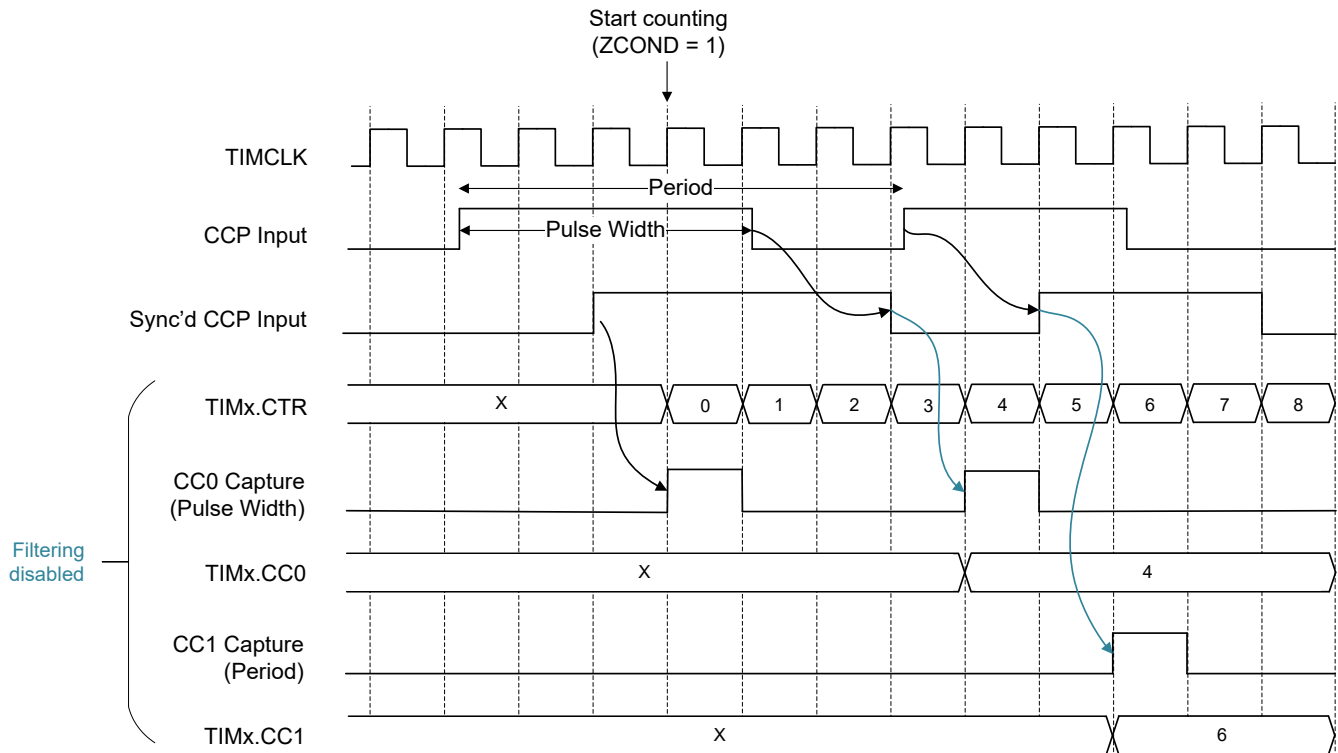 Start counting
(ZCOND = 1)
TIMCLK
Period
CCP Input
Pulse Width
Sync’d CCP Input
TIMx.CTR
X 0 1 2 3 4 5 6 7 8
CC0 Capture
(Pulse Width)
Filtering
disabled
TIMx.CC0
X 4
CC1 Capture
(Period)
TIMx.CC1
X 6